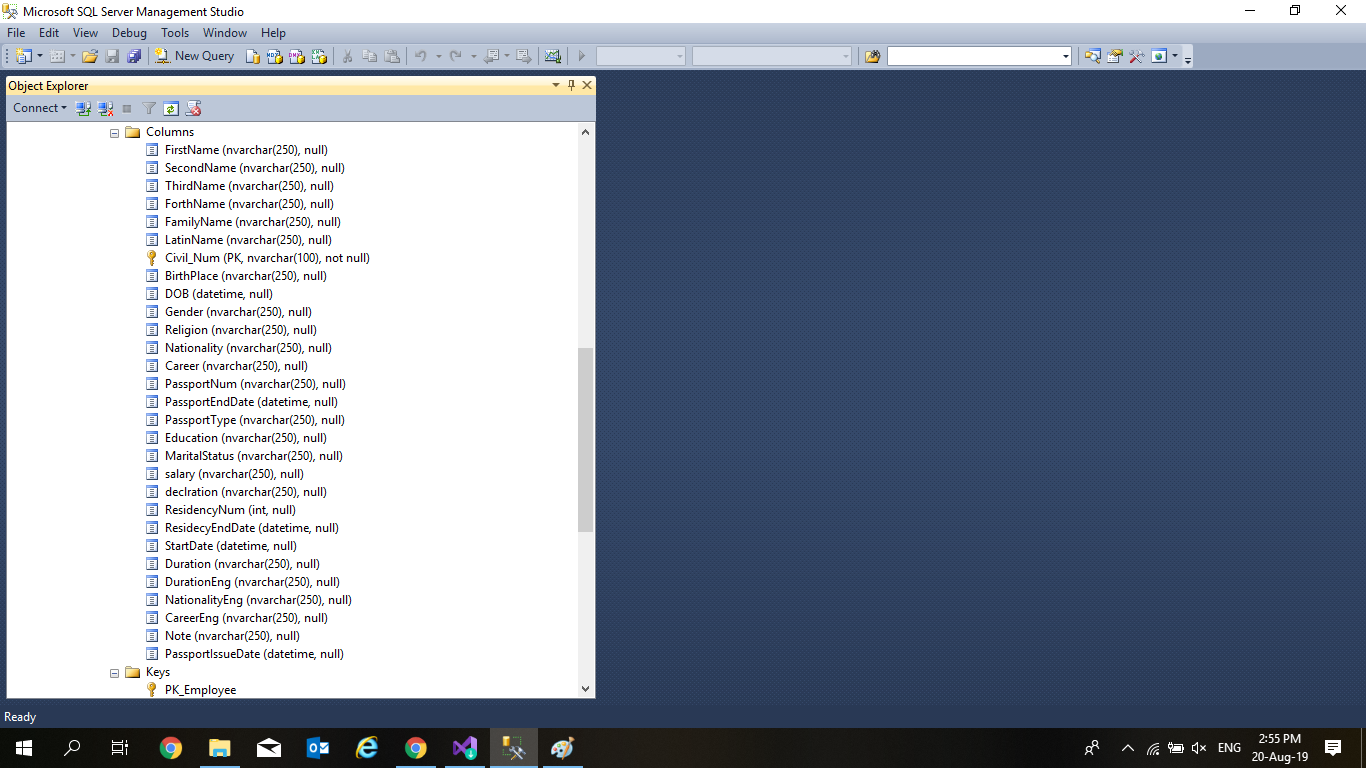 Microsoft SQL Server Management Studio
File Edit View Debug Tools Window Help
New Query
Object Explorer
Connect
Columns
FirstName (nvarchar(250), null)
SecondName (nvarchar(250), null)
ThirdName (nvarchar(250), null)
ForthName (nvarchar(250), null)
FamilyName (nvarchar(250), null)
LatinName (nvarchar(250), null)
Civil_Num (PK, nvarchar(100), not null)
BirthPlace (nvarchar(250), null)
DOB (datetime, null)
Gender (nvarchar(250), null)
Religion (nvarchar(250), null)
Nationality (nvarchar(250), null)
Career (nvarchar(250), null)
PassportNum (nvarchar(250), null)
PassportEndDate (datetime, null)
PassportType (nvarchar(250), null)
Education (nvarchar(250), null)
MaritalStatus (nvarchar(250), null)
salary (nvarchar(250), null)
declration (nvarchar(250), null)
ResidencyNum (int, null)
ResidecyEndDate (datetime, null)
StartDate (datetime, null)
Duration (nvarchar(250), null)
DurationEng (nvarchar(250), null)
NationalityEng (nvarchar(250), null)
CareerEng (nvarchar(250), null)
Note (nvarchar(250), null)
PassportIssueDate (datetime, null)
Keys
PK_Employee
Ready
ENG
2:55 PM
20-Aug-19